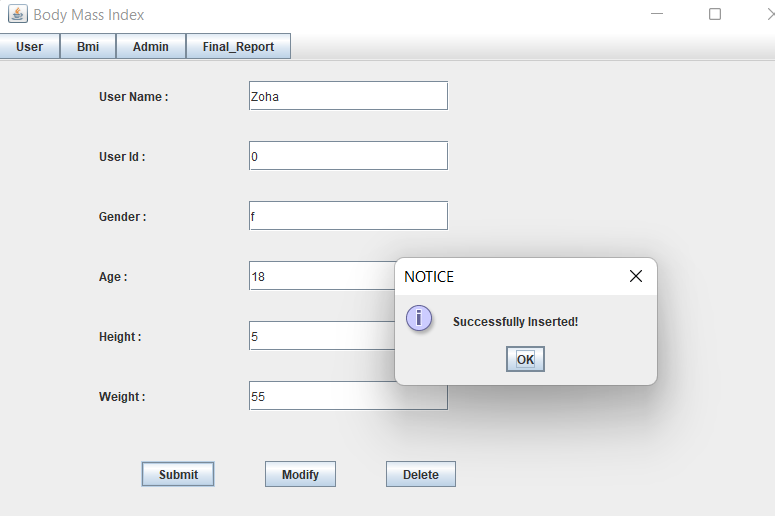 Body Mass Index
User Bmi Admin Final_Report
User Name : Zoha
User Id : 0
Gender : f
Age : 18
NOTICE
Successfully Inserted!
OK
Height : 5
Weight : 55
Submit Modify Delete